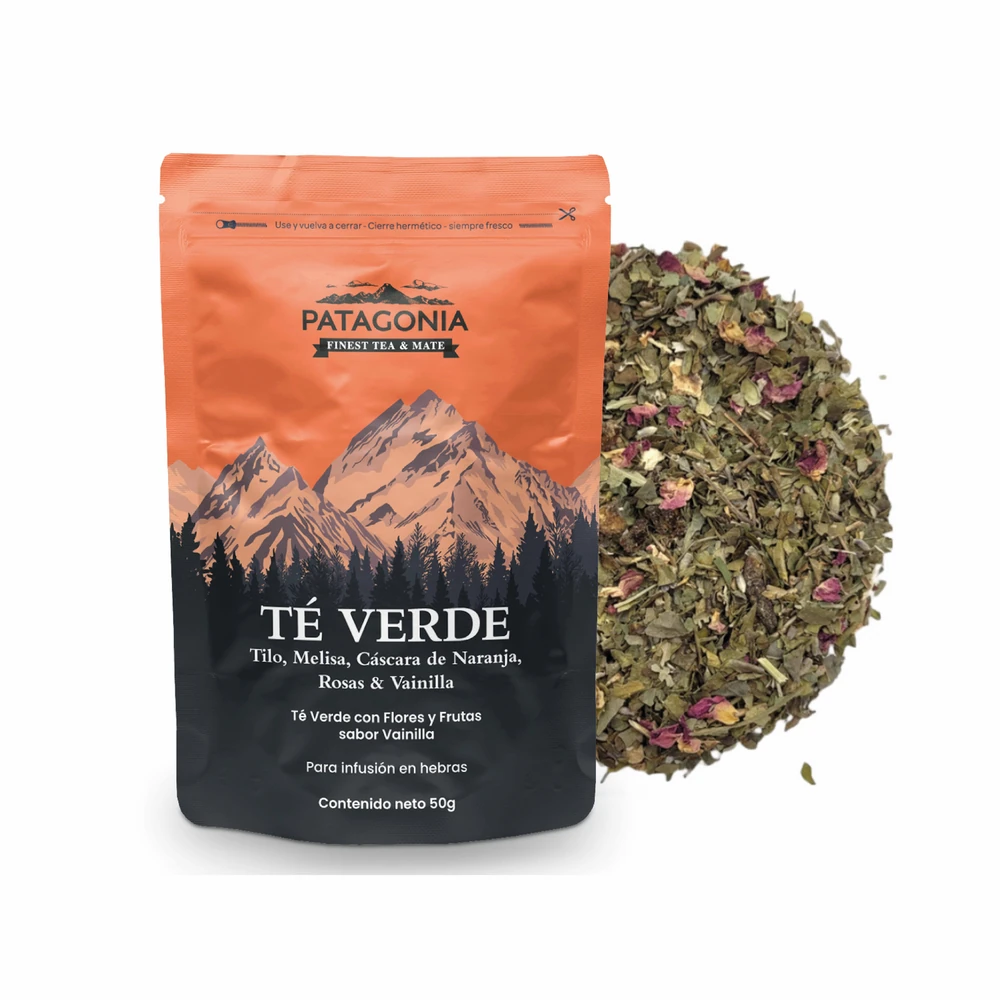 Use y vuelva a cerrar - Cierre hermético - siempre fresco
PATAGONIA
FINEST TEA & MATE
TÉ VERDE
Tilo, Melisa, Cáscara de Naranja,
Rosas & Vainilla
Té Verde con Flores y Frutas
sabor Vainilla
Para infusión en hebras
Contenido neto 50g